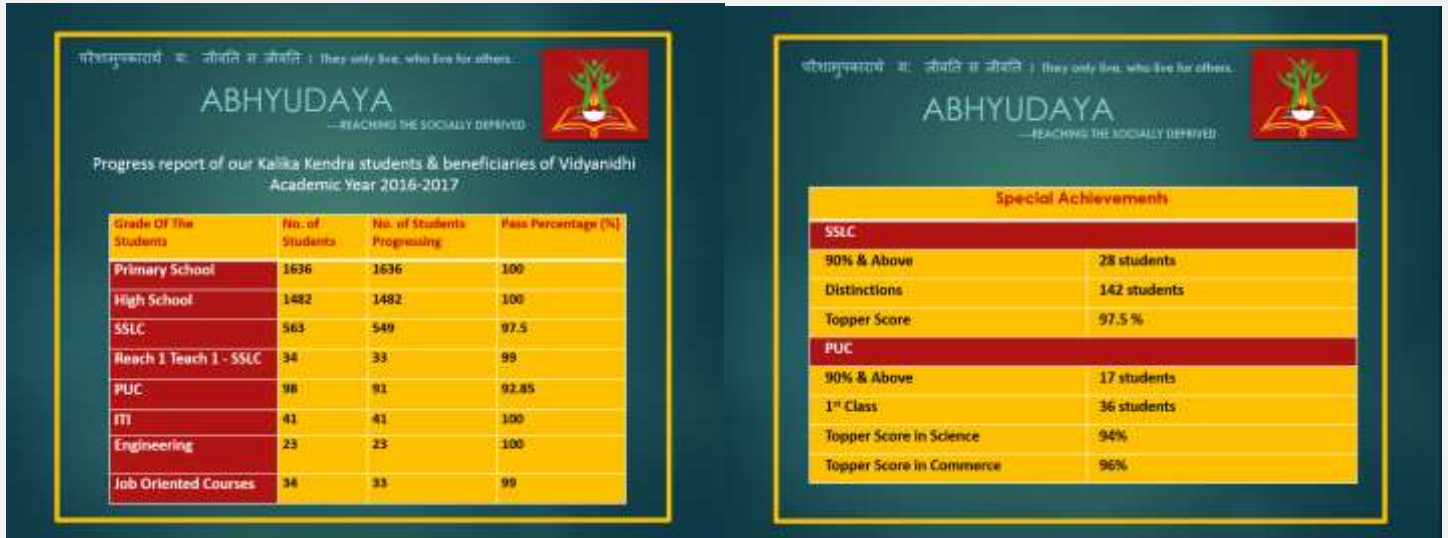 परेशामुपकारार्थं यः जीवति स जीवति । They only live, who live for others.
ABHYUDAYA
—REACHING THE SOCIALLY DEPRIVED
Progress report of our Kalika Kendra students & beneficiaries of Vidyanidhi
Academic Year 2016-2017
Grade Of The Students No. of Students No. of Students Progressing Pass Percentage (%)
Primary School 1636 1636 100
High School 1482 1482 100
SSLC 563 549 97.5
Reach 1 Teach 1 - SSLC 34 33 99
PUC 98 91 92.85
ITI 41 41 100
Engineering 23 23 100
Job Oriented Courses 34 33 99
यः जीवति स जीवति । They only live, who live for others.
ABHYUDAYA
—REACHING THE SOCIALLY DEPRIVED
Special Achievements
SSLC
90% & Above 28 students
Distinctions 142 students
Topper Score 97.5 %
PUC
90% & Above 17 students
1st Class 36 students
Topper Score in Science 94%
Topper Score in Commerce 96%